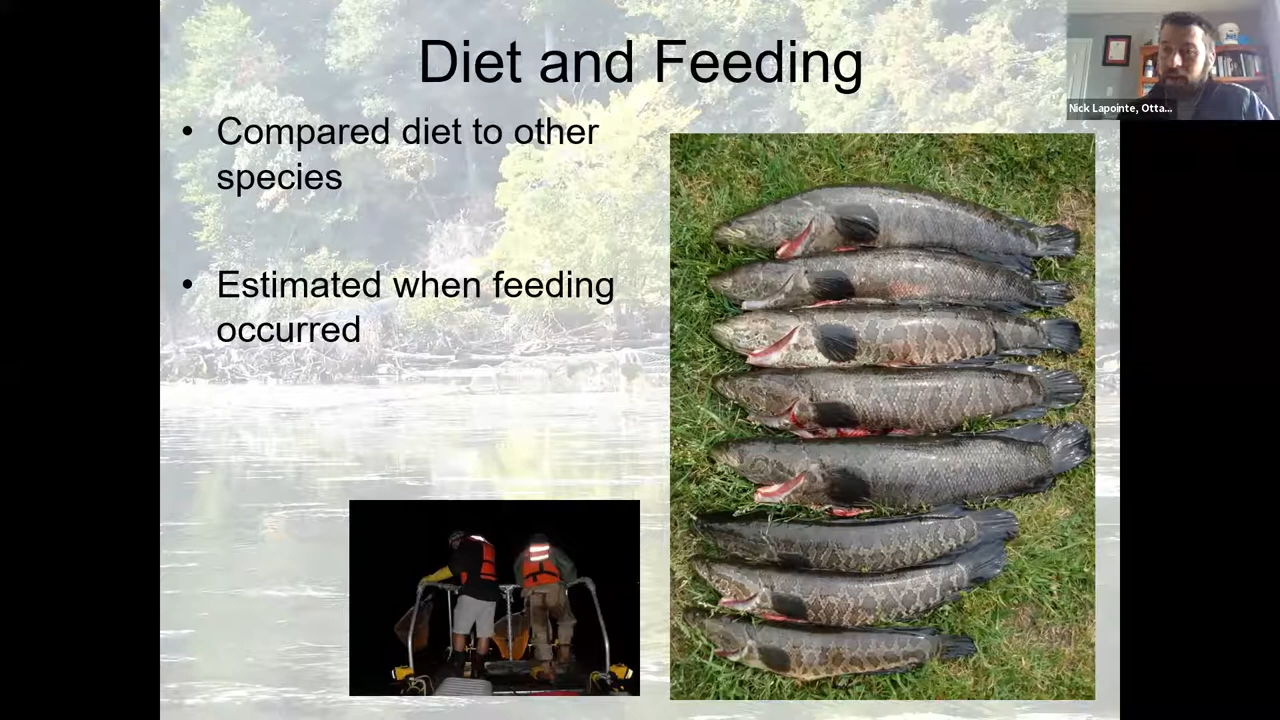 Diet and Feeding
• Compared diet to other
species
• Estimated when feeding
occurred
Nick Lapointe, Otta...